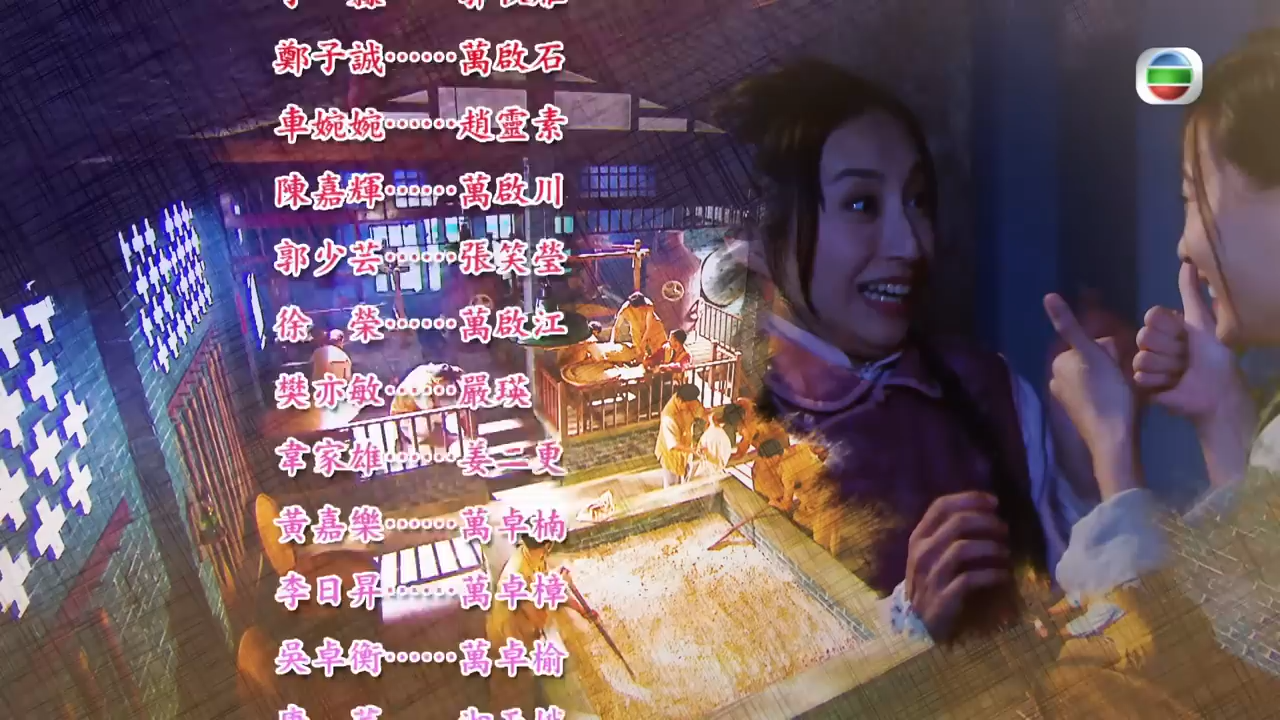 鄭子誠……萬啟石
車婉婉……趙靈素
陳嘉輝……萬啟川
郭少芸……張笑瑩
徐　榮……萬啟江
樊亦敏……嚴瑛
韋家雄……姜二更
黃嘉樂……萬卓楠
李日昇……萬卓樟
吳卓衡……萬卓榆